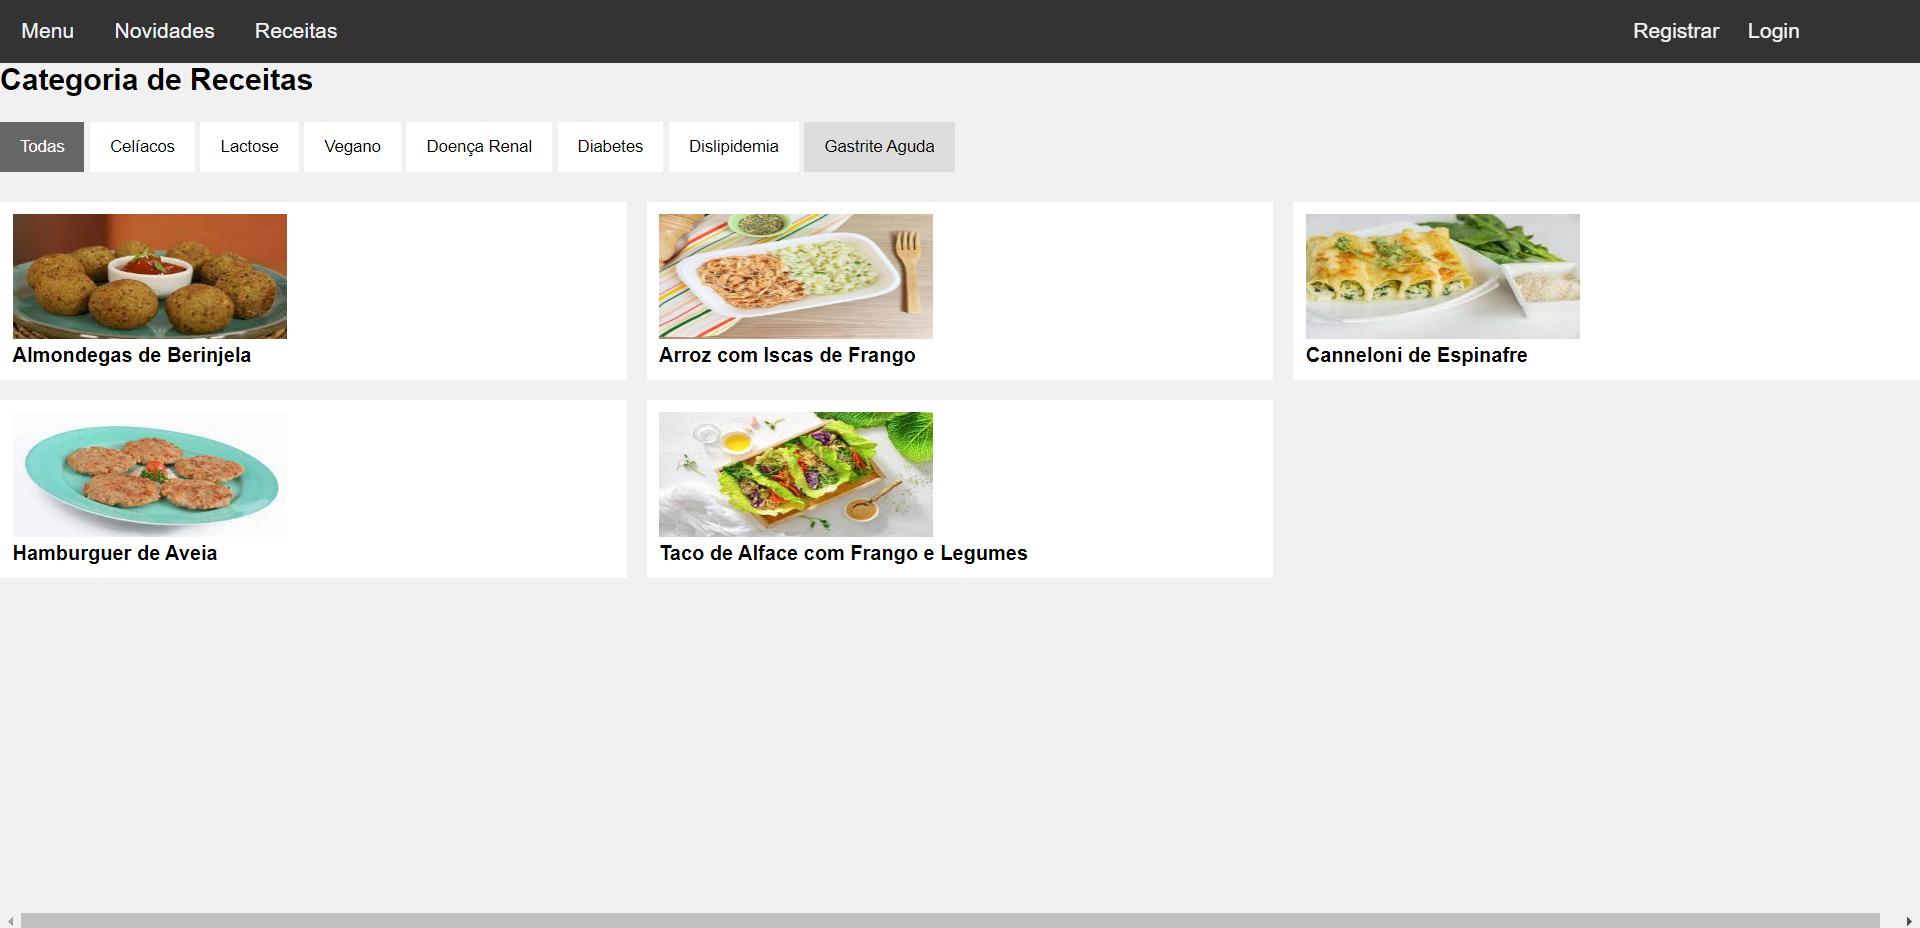 Menu Novidades Receitas Registrar Login
Categoria de Receitas
Todas Celíacos Lactose Vegano Doença Renal Diabetes Dislipidemia Gastrite Aguda
Almondegas de Berinjela
Arroz com Iscas de Frango
Canneloni de Espinafre
Hamburguer de Aveia
Taco de Alface com Frango e Legumes